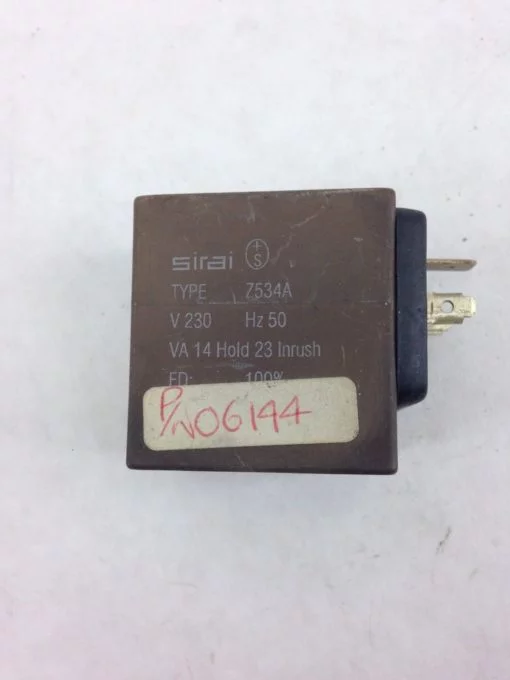 sirai S
TYPE Z534A
V 230 Hz 50
VA 14 Hold 23 Inrush
ED: 100%
P/N06144